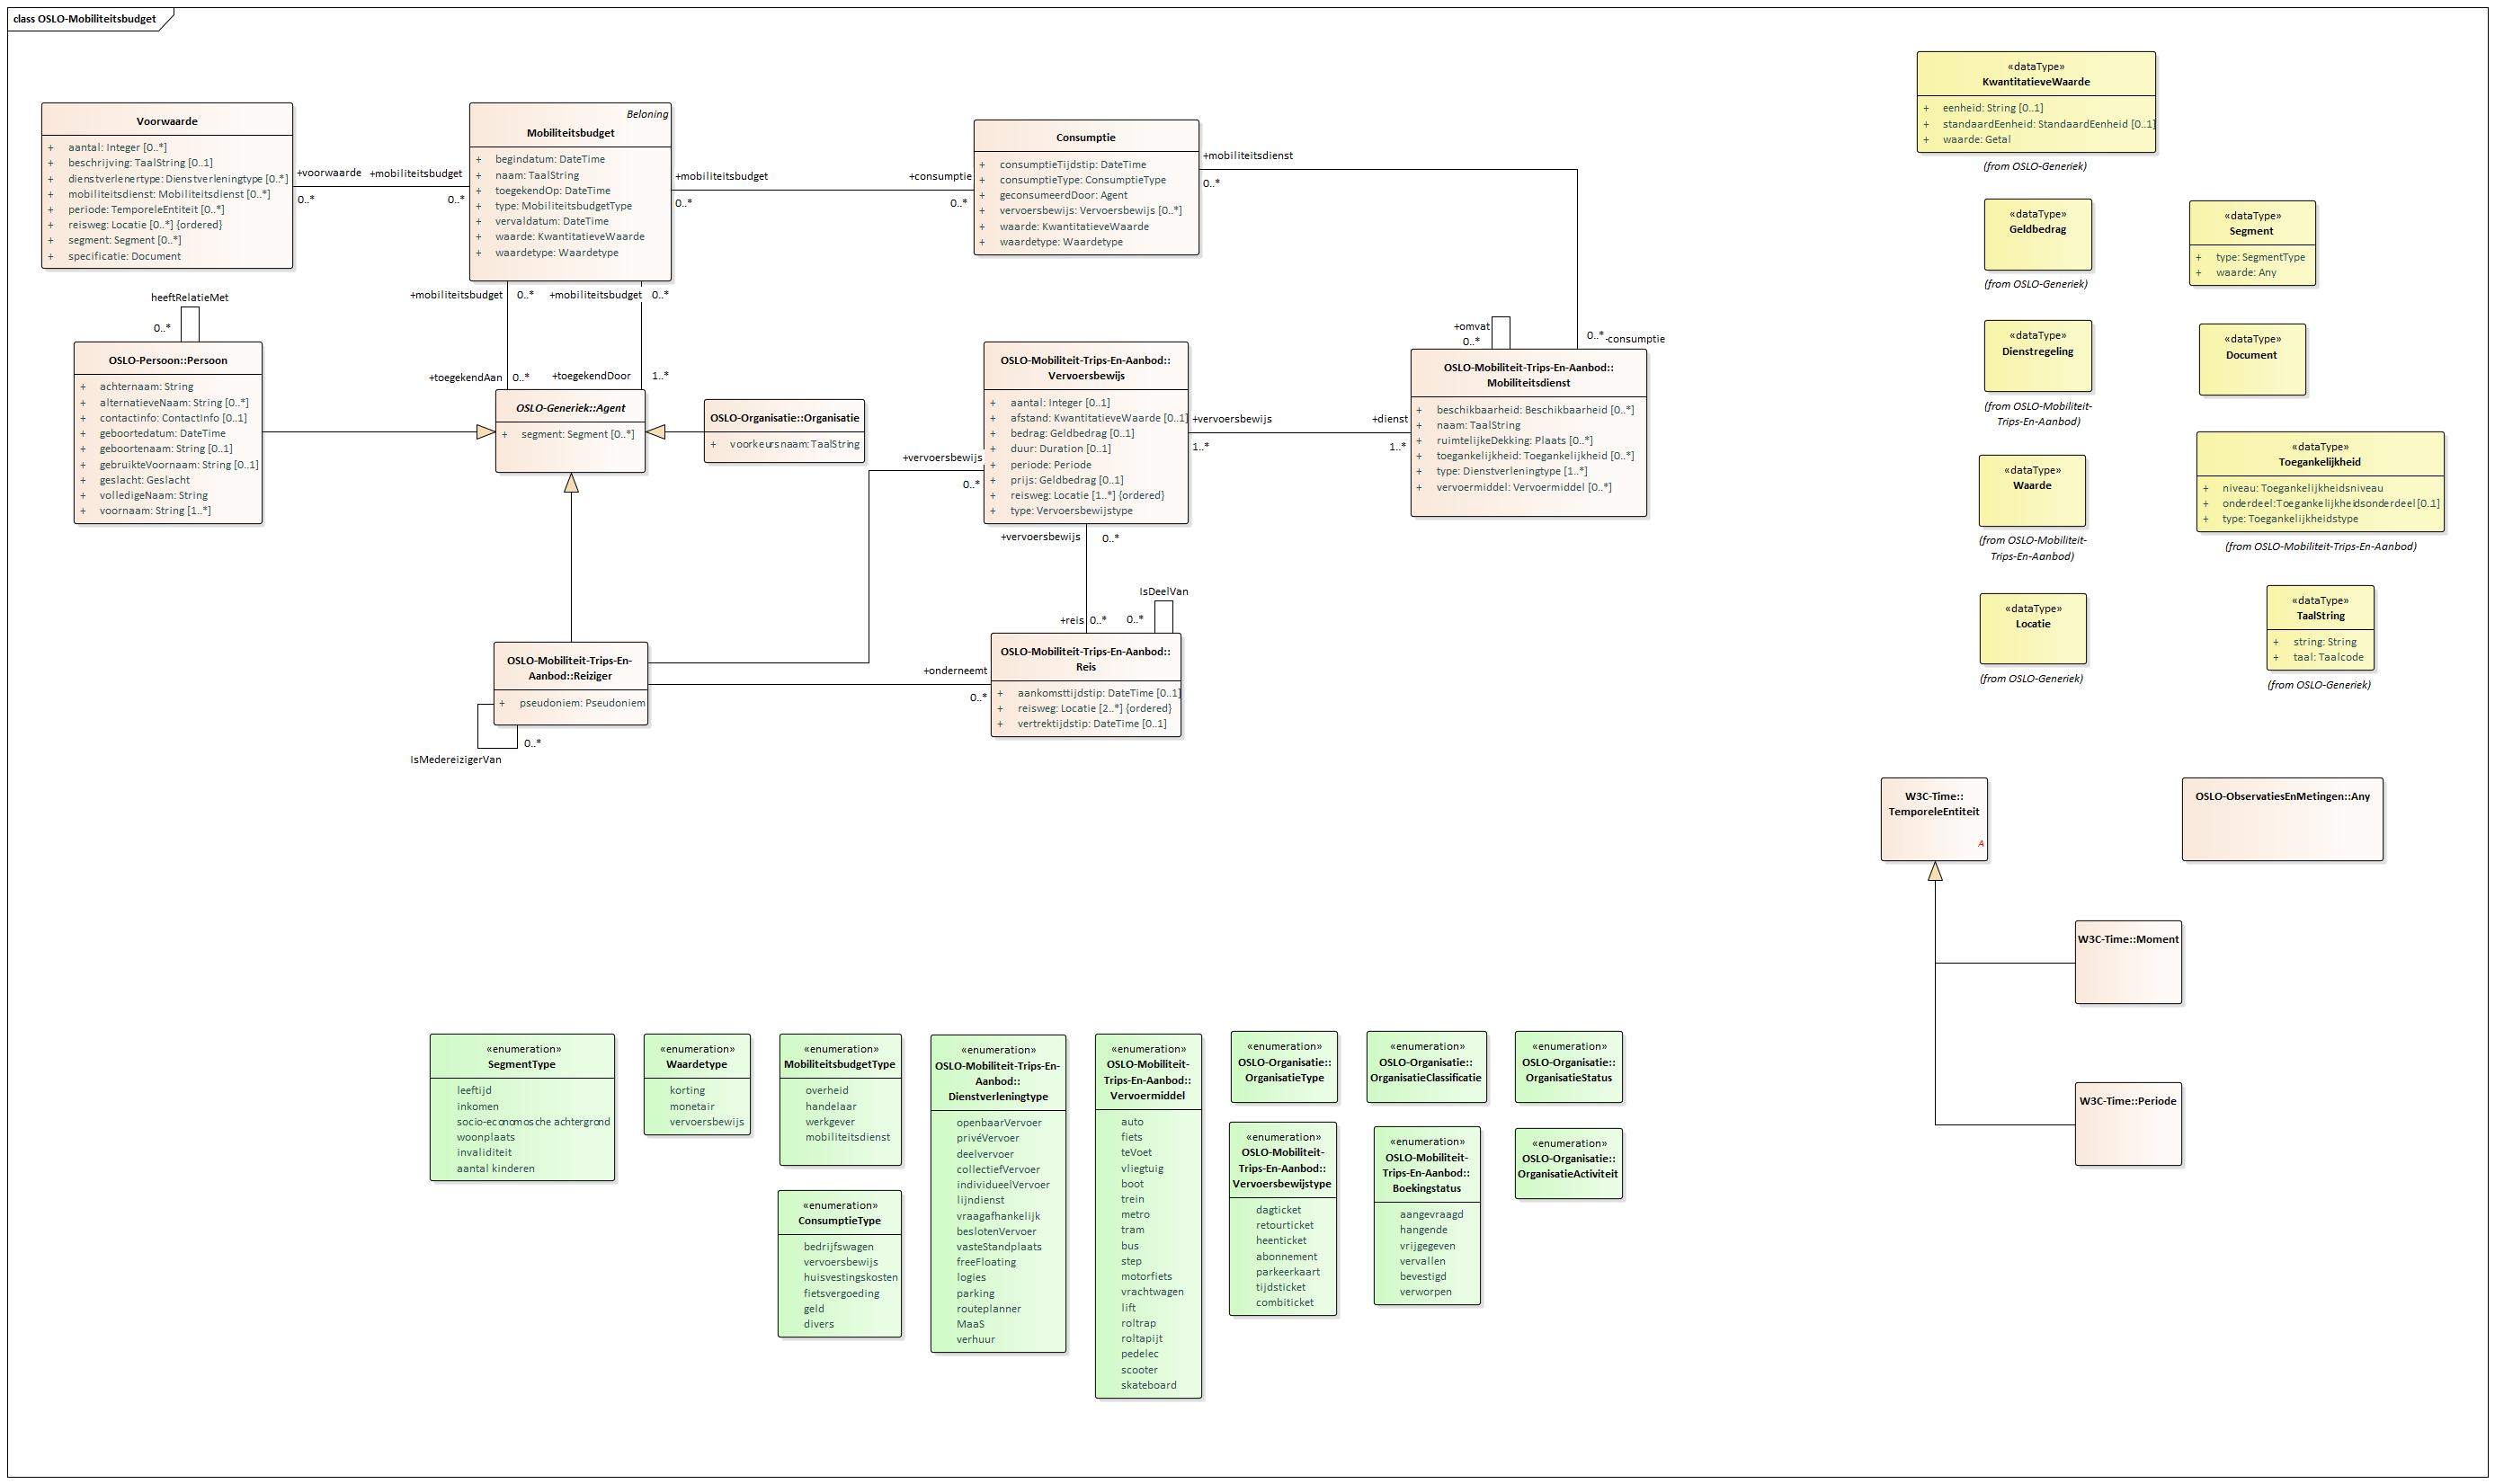 class OSLO-Mobiliteitsbudget
Voorwaarde
+ aantal: Integer [0..*]
+ beschrijving: TaalString [0..1]
+ dienstverlenertype: Dienstverleningtype [0..*]
+ mobiliteitsdienst: Mobiliteitsdienst [0..*]
+ periode: TemporeleEntiteit [0..*]
+ reisweg: Locatie [0..*] {ordered}
+ segment: Segment [0..*]
+ specificatie: Document
+voorwaarde
0..*
+mobiliteitsbudget
0..*
Beloning
Mobiliteitsbudget
+ begindatum: DateTime
+ naam: TaalString
+ toegekendOp: DateTime
+ type: MobiliteitsbudgetType
+ vervaldatum: DateTime
+ waarde: KwantitatieveWaarde
+ waardetype: Waardetype
+mobiliteitsbudget
0..*
+consumptie
0..*
Consumptie
+ consumptieTijdstip: DateTime
+ consumptieType: ConsumptieType
+ geconsumeerdDoor: Agent
+ vervoersbewijs: Vervoersbewijs [0..*]
+ waarde: KwantitatieveWaarde
+ waardetype: Waardetype
+mobiliteitsdienst
0..*
0..*
-consumptie
+mobiliteitsbudget 0..*
+mobiliteitsbudget 0..*
+toegekendAan 0..*
+toegekendDoor 1..*
heeftRelatieMet
0..*
OSLO-Persoon::Persoon
+ achternaam: String
+ alternatieveNaam: String [0..*]
+ contactinfo: ContactInfo [0..1]
+ geboortedatum: DateTime
+ geboortenaam: String [0..1]
+ gebruikteVoornaam: String [0..1]
+ geslacht: Geslacht
+ volledigeNaam: String
+ voornaam: String [1..*]
OSLO-Generiek::Agent
+ segment: Segment [0..*]
OSLO-Organisatie::Organisatie
+ voorkeursnaam: TaalString
OSLO-Mobiliteit-Trips-En-Aanbod::
Vervoersbewijs
+ aantal: Integer [0..1]
+ afstand: KwantitatieveWaarde [0..1]
+ bedrag: Geldbedrag [0..1]
+ duur: Duration [0..1]
+ periode: Periode
+ prijs: Geldbedrag [0..1]
+ reisweg: Locatie [1..*] {ordered}
+ type: Vervoersbewijstype
+vervoersbewijs
1..*
+dienst
1..*
+omvat
0..*
OSLO-Mobiliteit-Trips-En-Aanbod::
Mobiliteitsdienst
+ beschikbaarheid: Beschikbaarheid [0..*]
+ naam: TaalString
+ ruimtelijkeDekking: Plaats [0..*]
+ toegankelijkheid: Toegankelijkheid [0..*]
+ type: Dienstverleningtype [1..*]
+ vervoermiddel: Vervoermiddel [0..*]
+vervoersbewijs
0..*
+vervoersbewijs 0..*
+reis 0..*
IsDeelVan
0..*
OSLO-Mobiliteit-Trips-En-
Aanbod::Reiziger
+ pseudoniem: Pseudoniem
0..*
IsMedereizigerVan
+onderneemt
0..*
OSLO-Mobiliteit-Trips-En-Aanbod::
Reis
+ aankomsttijdstip: DateTime [0..1]
+ reisweg: Locatie [2..*] {ordered}
+ vertrektijdstip: DateTime [0..1]
«dataType»
KwantitatieveWaarde
+ eenheid: String [0..1]
+ standaardEenheid: StandaardEenheid [0..1]
+ waarde: Getal
(from OSLO-Generiek)
«dataType»
Geldbedrag
(from OSLO-Generiek)
«dataType»
Segment
+ type: SegmentType
+ waarde: Any
«dataType»
Dienstregeling
(from OSLO-Mobiliteit-
Trips-En-Aanbod)
«dataType»
Document
«dataType»
Waarde
(from OSLO-Mobiliteit-
Trips-En-Aanbod)
«dataType»
Toegankelijkheid
+ niveau: Toegankelijkheidsniveau
+ onderdeel:Toegankelijkheidsonderdeel[0.1]
+ type: Toegankelijkheidstype
(from OSLO-Mobiliteit-Trips-En-Aanbod)
«dataType»
Locatie
(from OSLO-Generiek)
«dataType»
TaalString
+ string: String
+ taal: Taalcode
(from OSLO-Generiek)
W3C-Time::
TemporeleEntiteit
A
OSLO-ObservatiesEnMetingen::Any
W3C-Time::Moment
W3C-Time::Periode
«enumeration»
SegmentType
leeftijd
inkomen
socio-economosche achtergrond
woonplaats
invaliditeit
aantal kinderen
«enumeration»
Waardetype
korting
monetair
vervoersbewijs
«enumeration»
MobiliteitsbudgetType
overheid
handelaar
werkgever
mobiliteitsdienst
«enumeration»
ConsumptieType
bedrijfswagen
vervoersbewijs
huisvestingskosten
fietsvergoeding
geld
divers
«enumeration»
OSLO-Mobiliteit-Trips-En-
Aanbod::
Dienstverleningtype
openbaarVervoer
privéVervoer
deelvervoer
collectiefVervoer
individueelVervoer
lijndienst
vraagafhankelijk
beslotenVervoer
vasteStandplaats
freeFloating
logies
parking
routeplanner
MaaS
verhuur
«enumeration»
OSLO-Mobiliteit-
Trips-En-Aanbod::
Vervoermiddel
auto
fiets
teVoet
vliegtuig
boot
trein
metro
tram
bus
step
motorfiets
vrachtwagen
lift
roltrap
roltapijt
pedelec
scooter
skateboard
«enumeration»
OSLO-Organisatie::
OrganisatieType
«enumeration»
OSLO-Organisatie::
OrganisatieClassificatie
«enumeration»
OSLO-Organisatie::
OrganisatieStatus
«enumeration»
OSLO-Mobiliteit-
Trips-En-Aanbod::
Vervoersbewijstype
dagticket
retourticket
heenticket
abonnement
parkeerkaart
tijdsticket
combiticket
«enumeration»
OSLO-Mobiliteit-
Trips-En-Aanbod::
Boekingstatus
aangevraagd
hangende
vrijgegeven
vervallen
bevestigd
verworpen
«enumeration»
OSLO-Organisatie::
OrganisatieActiviteit